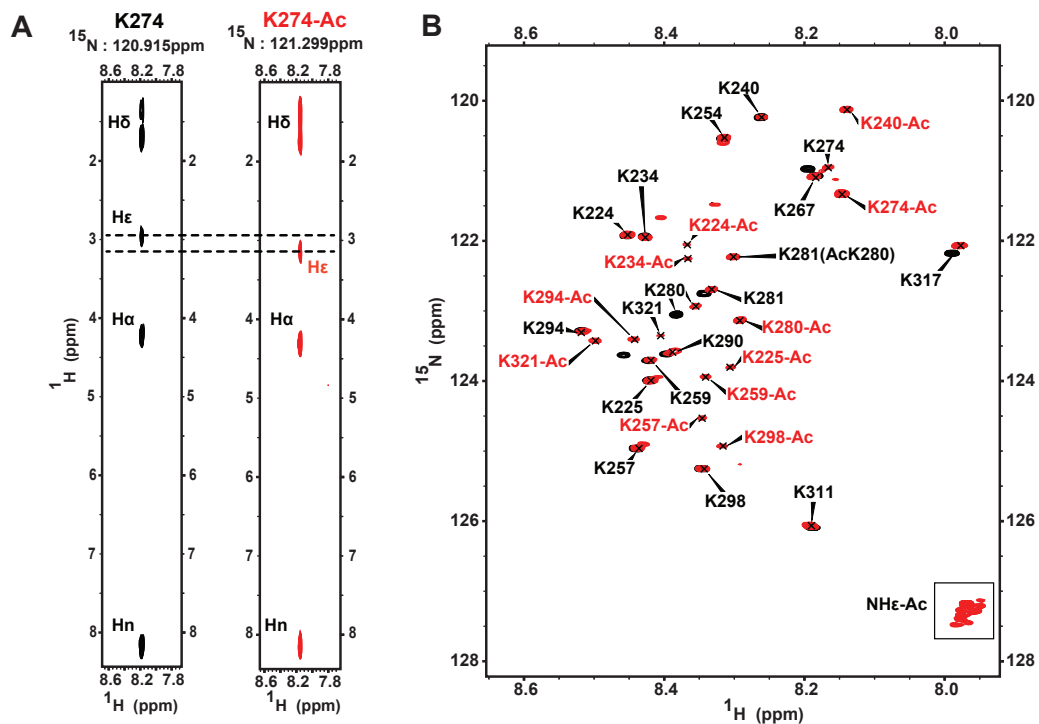 A
K274
K274-Ac
¹⁵N : 120.915ppm
¹⁵N : 121.299ppm
8.6 8.2 7.8
8.6 8.2 7.8
Hδ
Hδ
2 2 2
Hε
3 3 3
Hε
Hα
Hα
4 4 4
¹H (ppm)
5 5 5
6 6 6
7 7 7
Hn
Hn
8 8 8
8.6 8.2 7.8
8.6 8.2 7.8
¹H (ppm)
¹H (ppm)
B
8.6 8.4 8.2 8.0
120 120
K240
K254
K240-Ac
K274
K234
K267
K224
K224-Ac
K274-Ac
122 122
K234-Ac
K281(AcK280)
K317
K294-Ac
K280
K321
K281
K294
K280-Ac
K290
K321-Ac
K225-Ac
124 124
K259
K259-Ac
K225
K257-Ac
K298-Ac
K257
K298
K311
126 126
NHε-Ac
128 128
8.6 8.4 8.2 8.0
¹⁵N (ppm)
¹H (ppm)